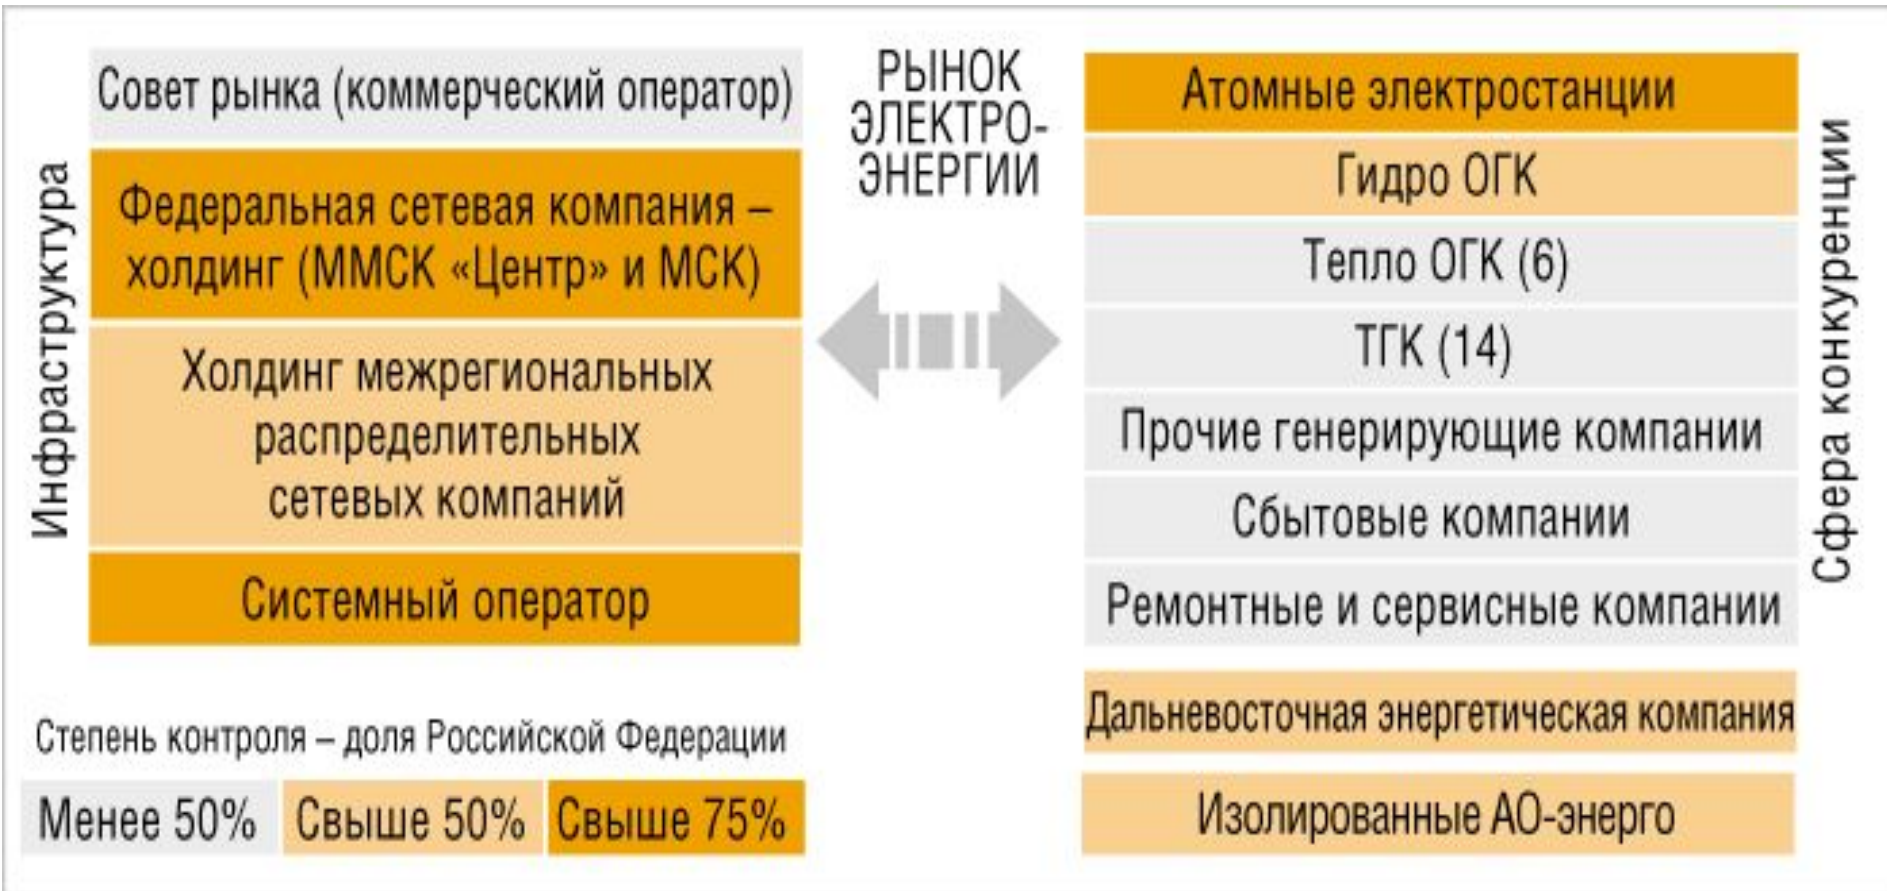 Инфраструктура
Совет рынка (коммерческий оператор)
Федеральная сетевая компания –
холдинг (ММСК «Центр» и МСК)
Холдинг межрегиональных
распределительных
сетевых компаний
Системный оператор
Степень контроля – доля Российской Федерации
Менее 50%
Свыше 50%
Свыше 75%
РЫНОК
ЭЛЕКТРО-
ЭНЕРГИИ
Атомные электростанции
Гидро ОГК
Тепло ОГК (6)
ТГК (14)
Прочие генерирующие компании
Сбытовые компании
Ремонтные и сервисные компании
Дальневосточная энергетическая компания
Изолированные АО-энерго
Сфера конкуренции